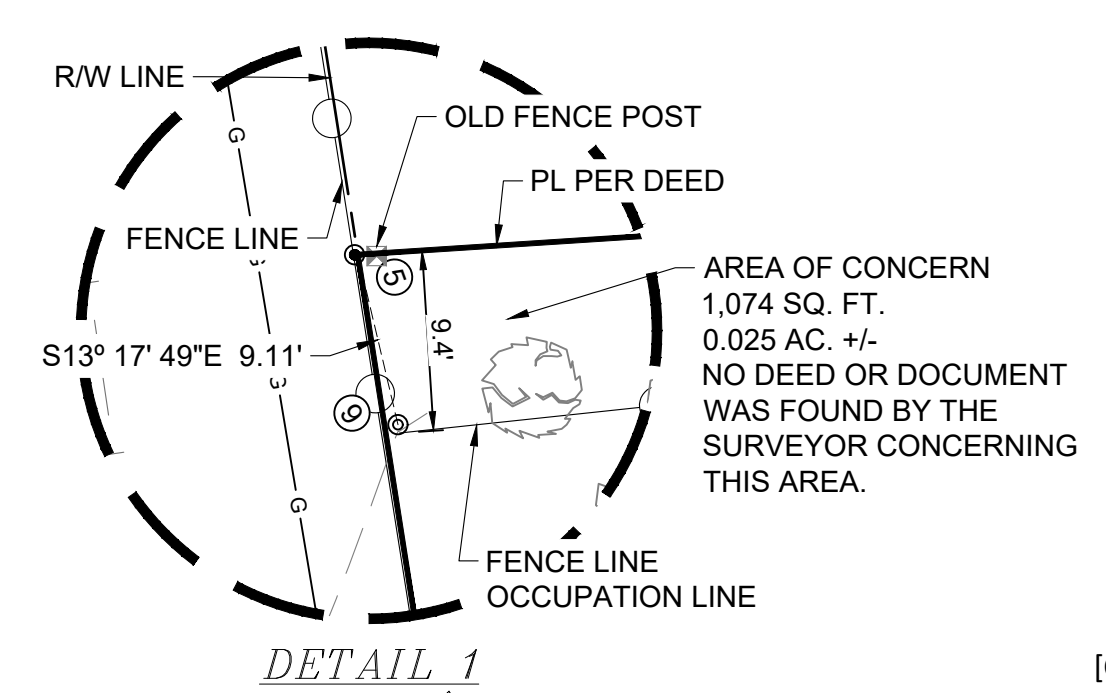 R/W LINE
OLD FENCE POST
PL PER DEED
G
FENCE LINE
G
5
AREA OF CONCERN
1,074 SQ. FT.
0.025 AC. +/-
NO DEED OR DOCUMENT
WAS FOUND BY THE
SURVEYOR CONCERNING
THIS AREA.
9.4'
S13º 17' 49"E 9.11'
G
6
G
FENCE LINE
OCCUPATION LINE
DETAIL 1